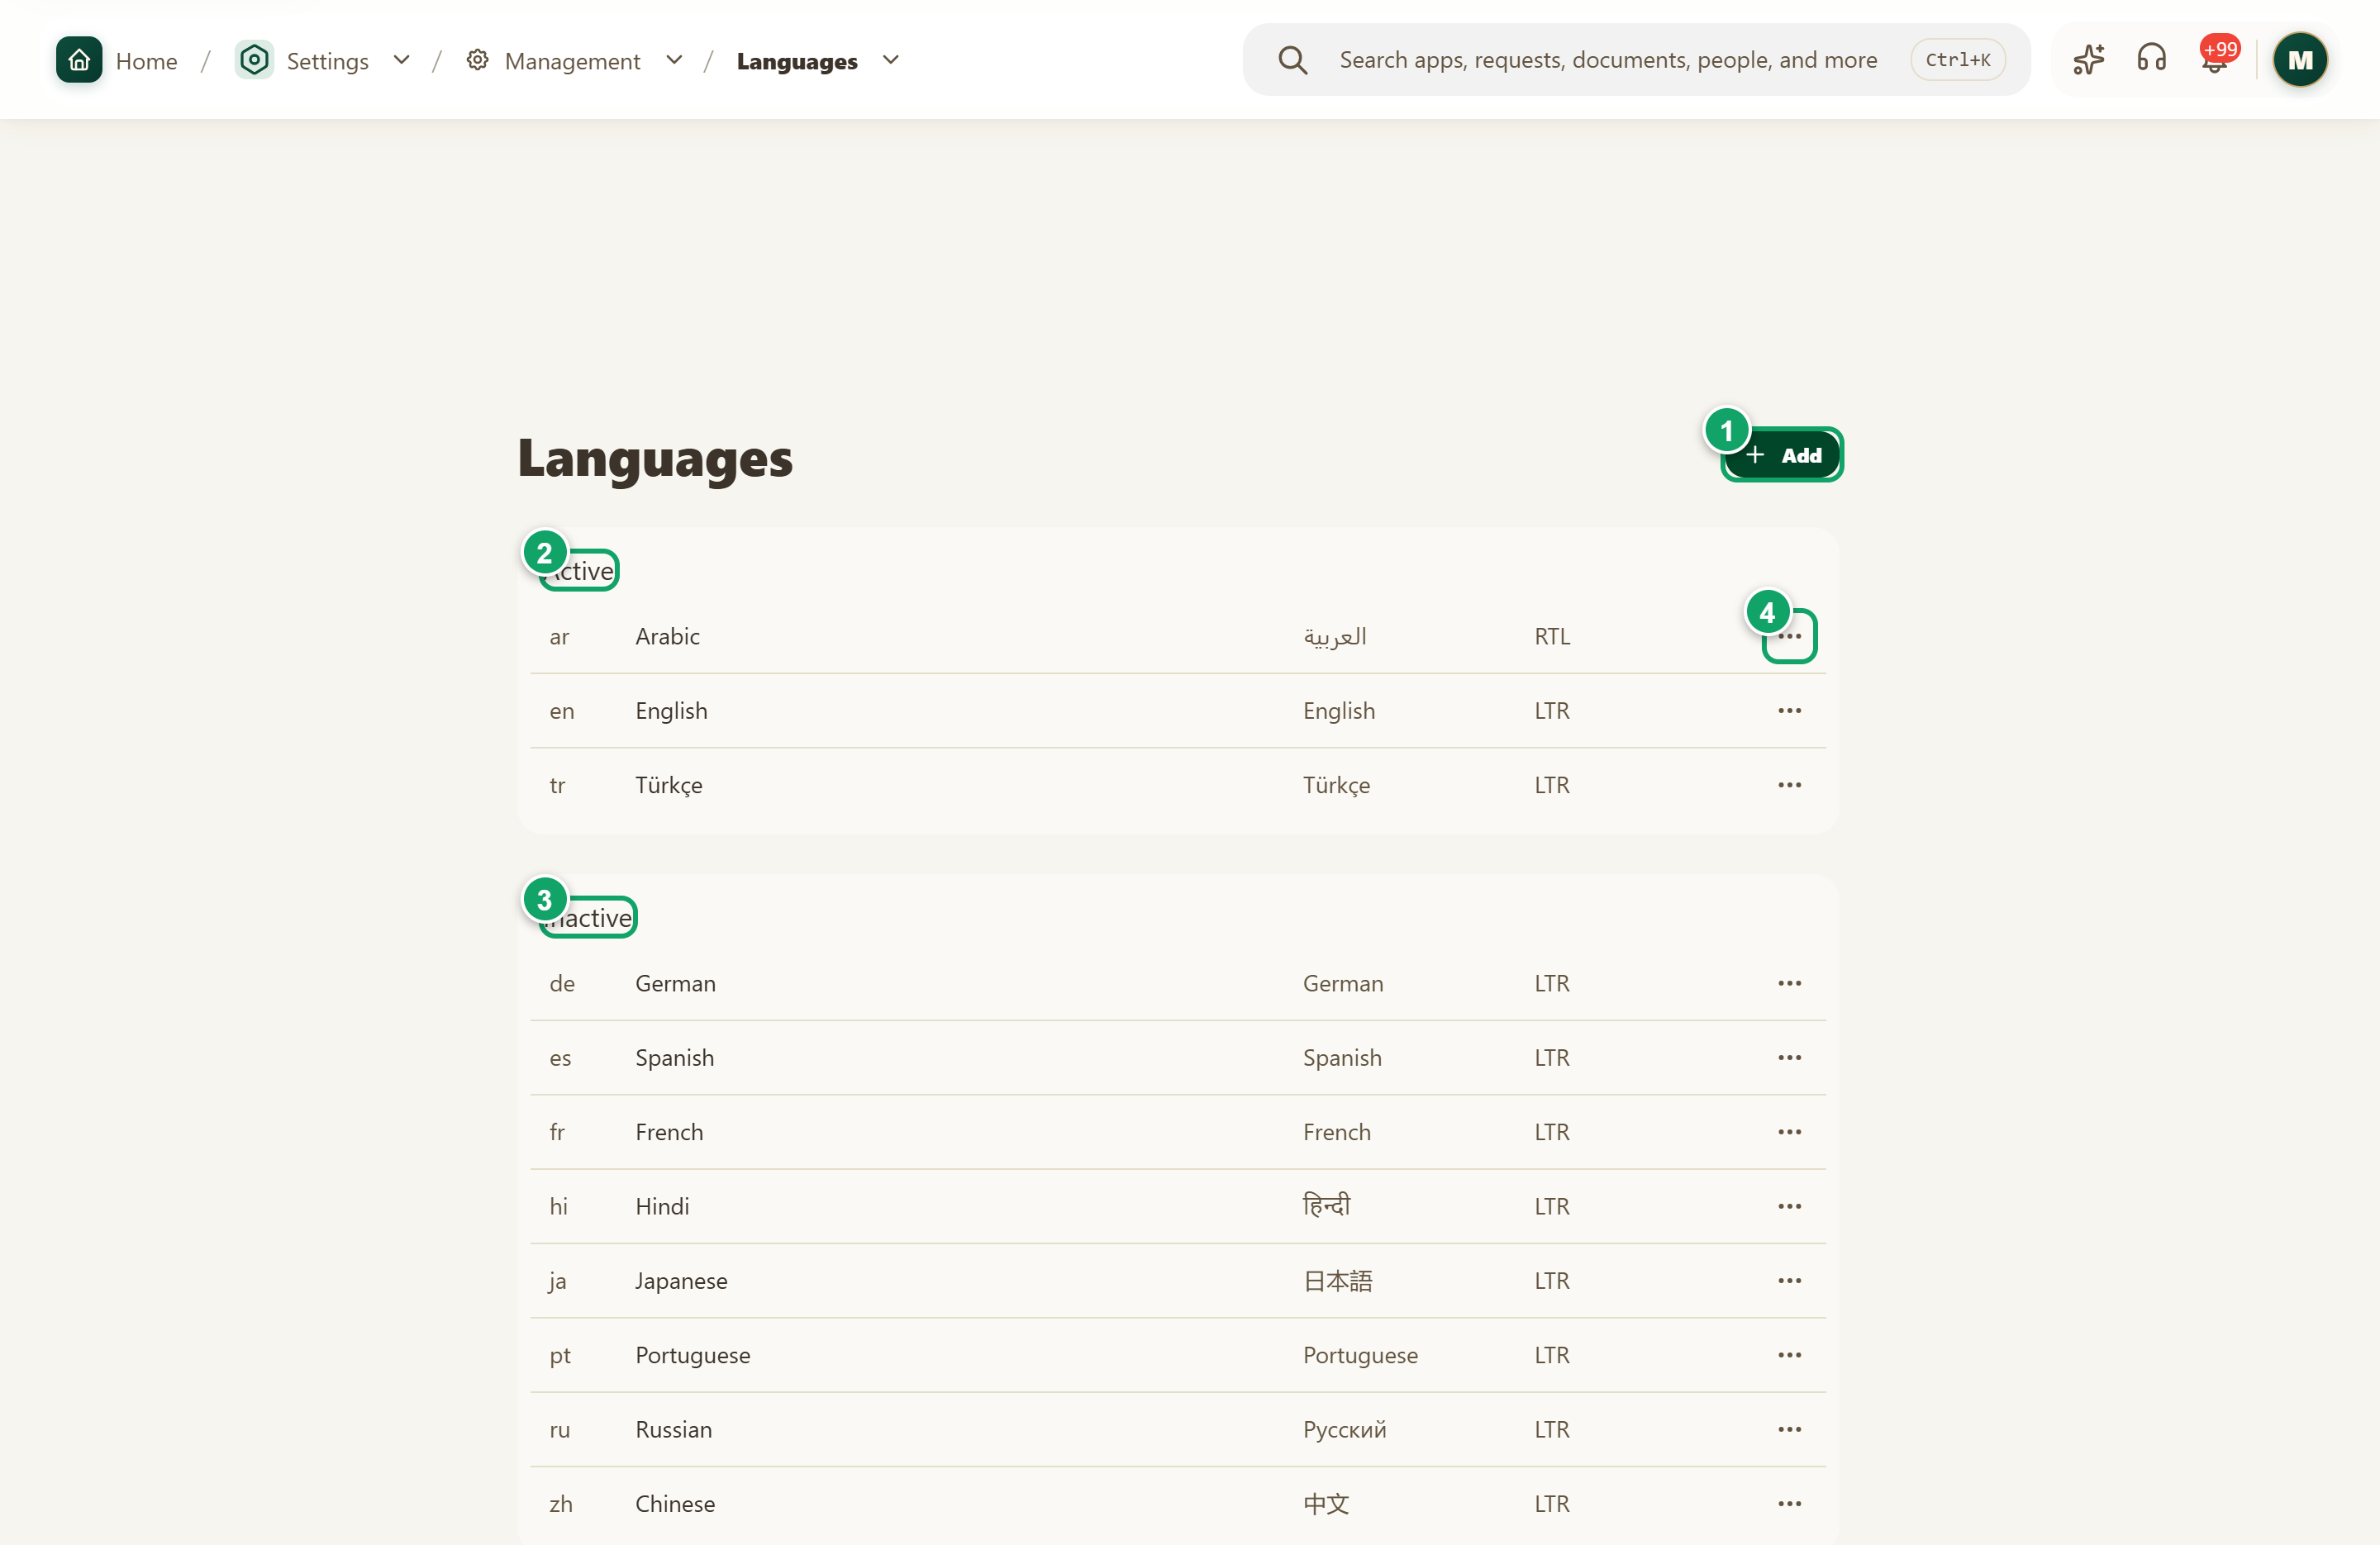 Home / Settings / Management / Languages
Search apps, requests, documents, people, and more Ctrl+K
+99
M
Languages
1
+ Add
2
Active
4
ar Arabic العربية RTL
en English English LTR
tr Türkçe Türkçe LTR
3
Inactive
de German German LTR
es Spanish Spanish LTR
fr French French LTR
hi Hindi हिन्दी LTR
ja Japanese 日本語 LTR
pt Portuguese Portuguese LTR
ru Russian Русский LTR
zh Chinese 中文 LTR